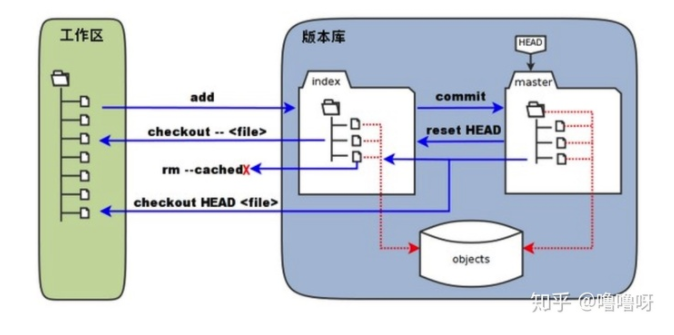 工作区
版本库
HEAD
index
master
add
commit
checkout -- <file>
reset HEAD
rm --cached
checkout HEAD <file>
objects
知乎 @噜噜呀